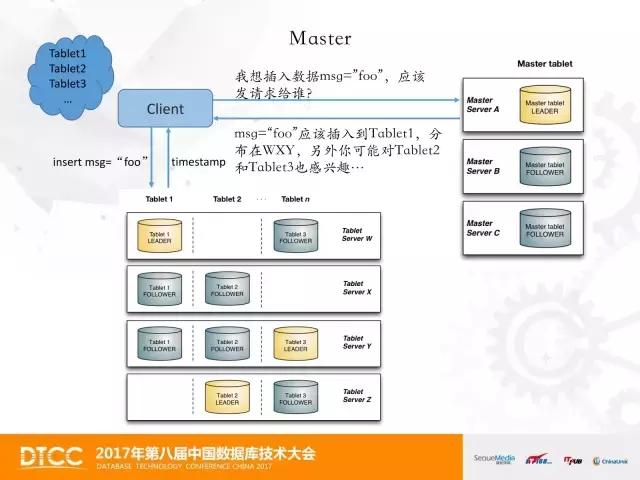 Master
Tablet1
Tablet2
Tablet3
...
Client
我想插入数据msg=”foo”，应该
发请求给谁?
msg=“foo”应该插入到Tablet1，分
布在WXY，另外你可能对Tablet2
和Tablet3也感兴趣…
insert msg=“foo”
timestamp
Master tablet
Master
Server A
Master tablet
LEADER
Master
Server B
Master tablet
FOLLOWER
Master
Server C
Master tablet
FOLLOWER
Tablet 1
Tablet 2
...
Tablet n
Tablet 1
LEADER
Tablet 3
FOLLOWER
Tablet
Server W
Tablet 1
FOLLOWER
Tablet 2
FOLLOWER
Tablet
Server X
Tablet 1
FOLLOWER
Tablet 2
FOLLOWER
Tablet 3
LEADER
Tablet
Server Y
Tablet 2
LEADER
Tablet 3
FOLLOWER
Tablet
Server Z
DTCC
2017年第八届中国数据库技术大会
DATABASE TECHNOLOGY CONFERENCE CHINA 2017
SequeMedia
ITPUB
ChinaUnix